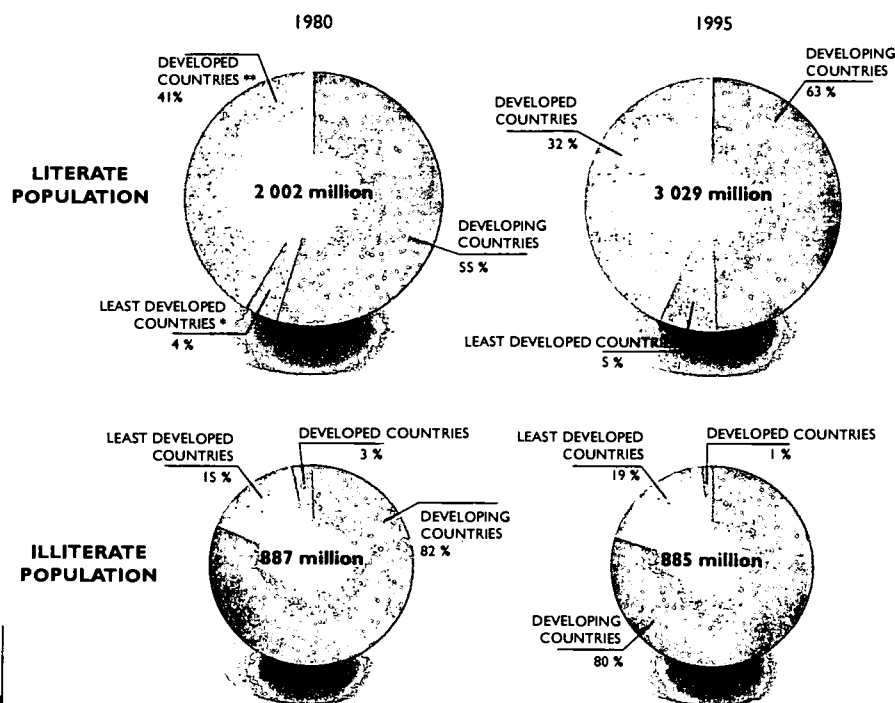 1980
1995
DEVELOPED
COUNTRIES **
41%
DEVELOPING
COUNTRIES
63 %
DEVELOPED
COUNTRIES
32 %
LITERATE
POPULATION
2 002 million
3 029 million
DEVELOPING
COUNTRIES
55 %
LEAST DEVELOPED
COUNTRIES *
4 %
LEAST DEVELOPED COUNTRIE
5 %
LEAST DEVELOPED
COUNTRIES
15 %
DEVELOPED COUNTRIES
3 %
LEAST DEVELOPED
COUNTRIES
19 %
DEVELOPED COUNTRIES
1 %
DEVELOPING
COUNTRIES
82 %
ILLITERATE
POPULATION
887 million
885 million
DEVELOPING
COUNTRIES
80 %